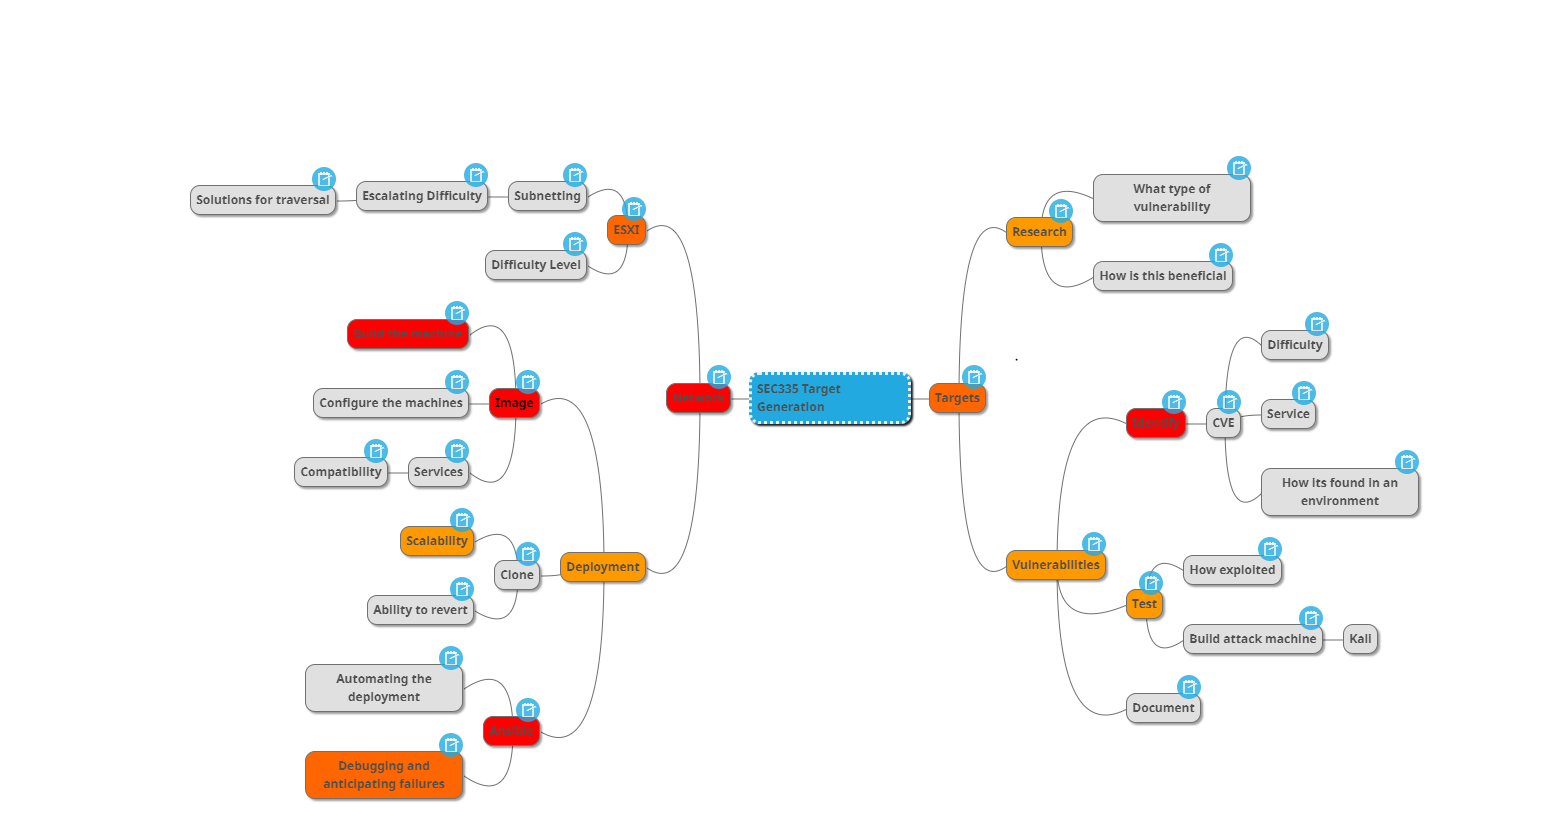 Solutions for traversal
Escalating Difficulty
Subnetting
ESXI
Difficulty Level
Build the machine
Configure the machines
Image
Compatibility
Services
Scalability
Clone
Ability to revert
Deployment
Automating the
deployment
Ansible
Debugging and
anticipating failures
Network
SEC335 Target
Generation
Targets
Research
What type of
vulnerability
How is this beneficial
Vulnerabilities
Identify
CVE
Difficulty
Service
How its found in an
environment
Test
How exploited
Build attack machine
Kali
Document